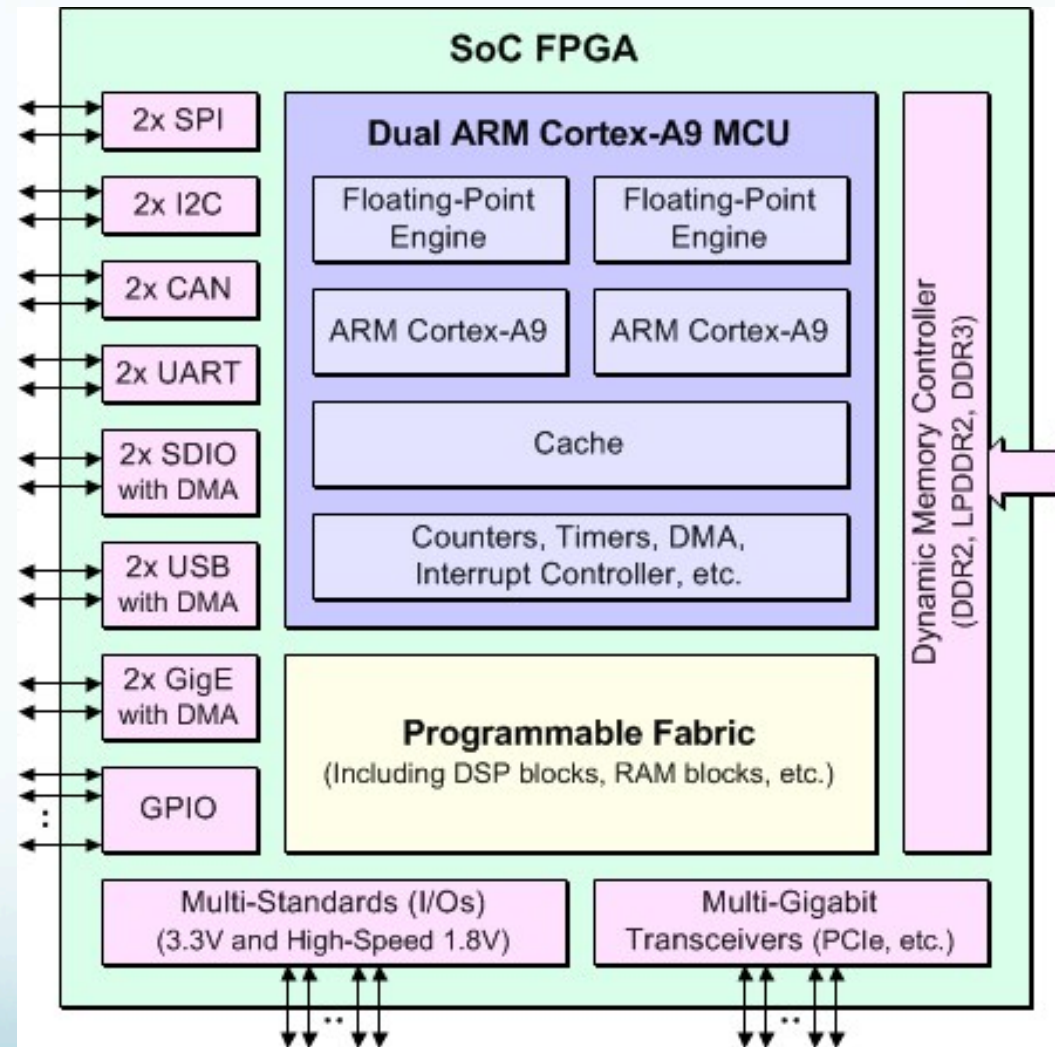 SoC FPGA
2x SPI
2x I2C
2x CAN
2x UART
2x SDIO
with DMA
2x USB
with DMA
2x GigE
with DMA
GPIO
Dual ARM Cortex-A9 MCU
Floating-Point
Engine
Floating-Point
Engine
ARM Cortex-A9
ARM Cortex-A9
Cache
Counters, Timers, DMA,
Interrupt Controller, etc.
Programmable Fabric
(Including DSP blocks, RAM blocks, etc.)
Dynamic Memory Controller
(DDR2, LPDDR2, DDR3)
Multi-Standards (I/Os)
(3.3V and High-Speed 1.8V)
Multi-Gigabit
Transceivers (PCIe, etc.)